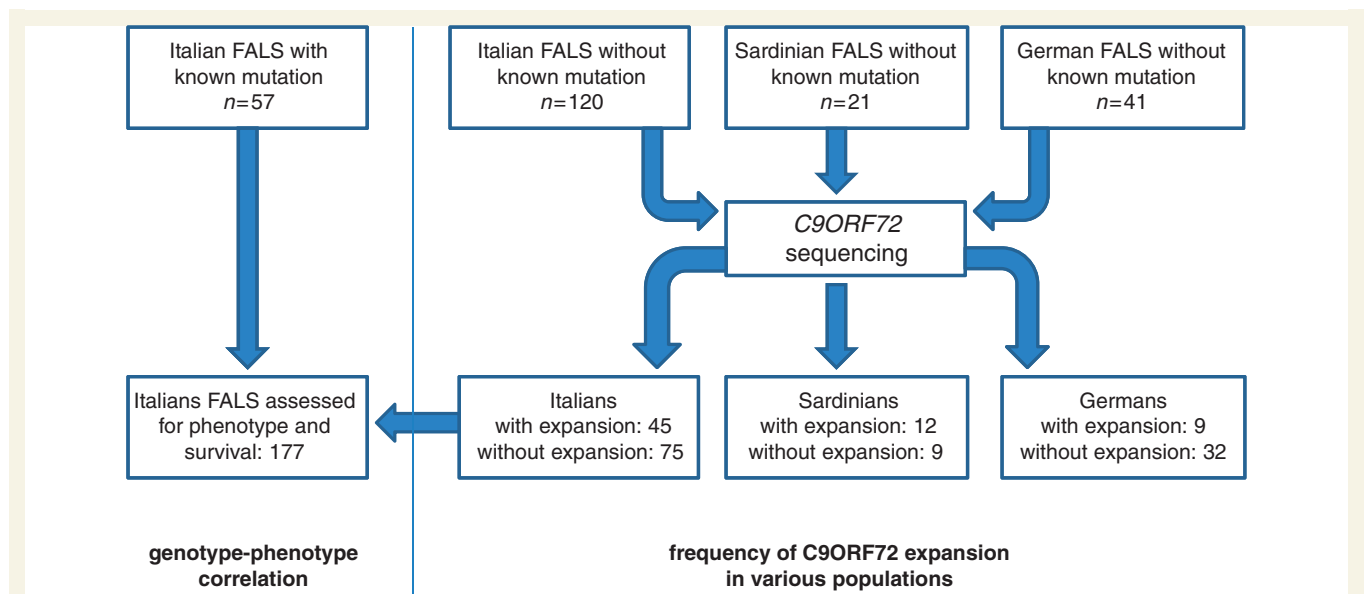 Italian FALS with
known mutation
n=57
Italian FALS without
known mutation
n=120
Sardinian FALS without
known mutation
n=21
German FALS without
known mutation
n=41
C9ORF72
sequencing
Italians FALS assessed
for phenotype and
survival: 177
Italians
with expansion: 45
without expansion: 75
Sardinians
with expansion: 12
without expansion: 9
Germans
with expansion: 9
without expansion: 32
genotype-phenotype
correlation
frequency of C9ORF72 expansion
in various populations